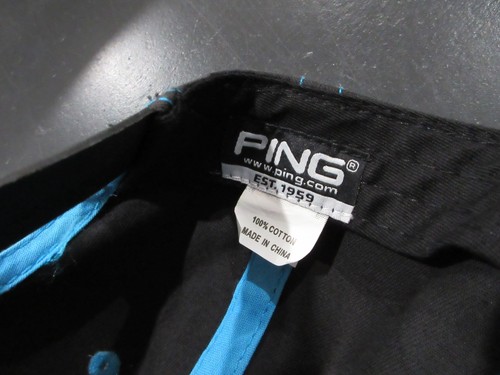 PING®
www.ping.com
EST. 1959
100% COTTON
MADE IN CHINA